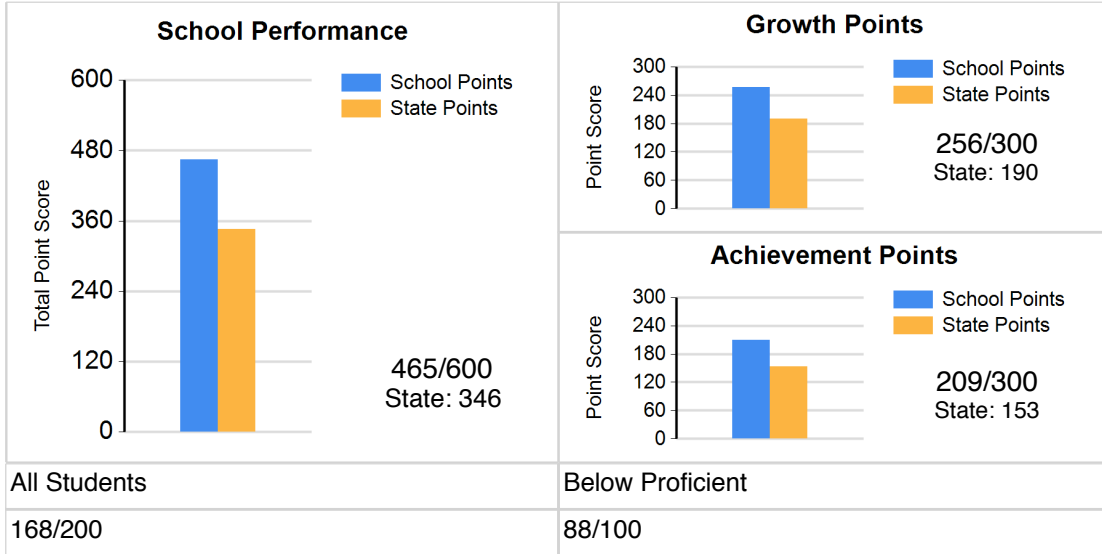 School Performance
600
480
360
240
120
0
Total Point Score
School Points
State Points
465/600
State: 346
Growth Points
300
240
180
120
60
0
Point Score
School Points
State Points
256/300
State: 190
Achievement Points
300
240
180
120
60
0
Point Score
School Points
State Points
209/300
State: 153
All Students
Below Proficient
168/200
88/100